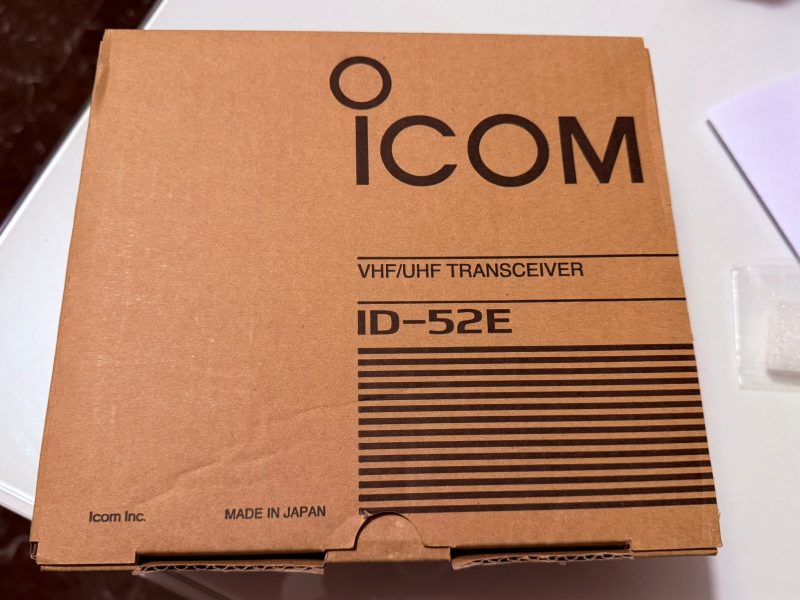 ICOM
VHF/UHF TRANSCEIVER
ID-52E
Icom Inc.
MADE IN JAPAN